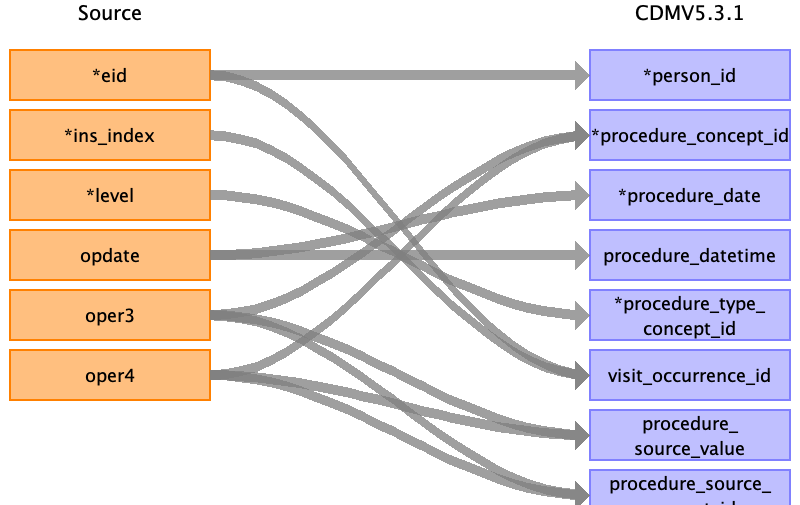 Source
CDMV5.3.1
*eid
*person_id
*ins_index
*procedure_concept_id
*level
*procedure_date
opdate
procedure_datetime
oper3
*procedure_type_
concept_id
oper4
visit_occurrence_id
procedure_
source_value
procedure_source_